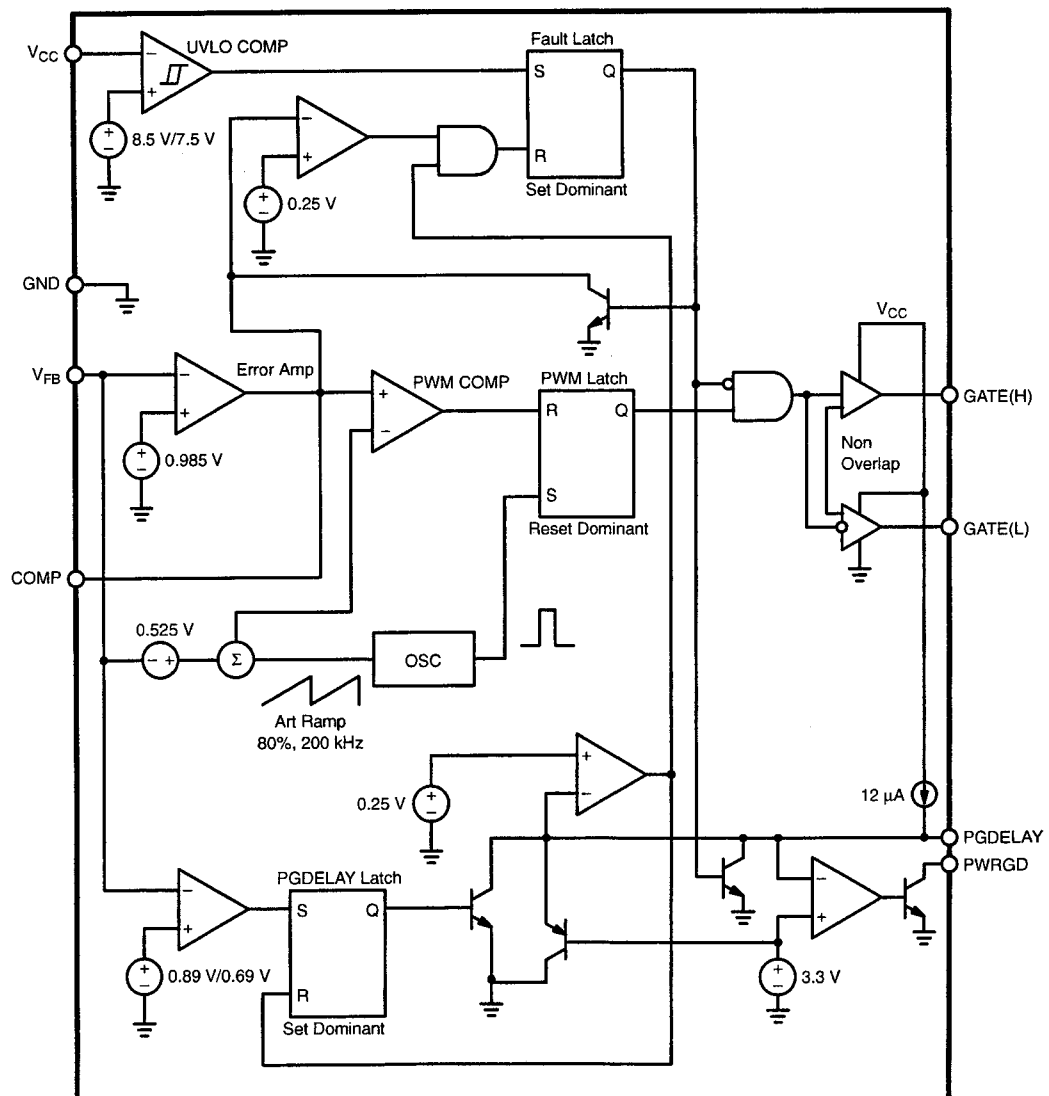 Fault Latch
UVLO COMP
VCC
S
Q
8.5 V/7.5 V
R
0.25 V
Set Dominant
GND
VCC
VFB
Error Amp
PWM COMP
PWM Latch
R
Q
GATE(H)
Non
Overlap
0.985 V
S
Reset Dominant
GATE(L)
COMP
0.525 V
Σ
OSC
Art Ramp
80%, 200 kHz
0.25 V
12 μA
PGDELAY
PWRGD
PGDELAY Latch
S
Q
0.89 V/0.69 V
3.3 V
R
Set Dominant